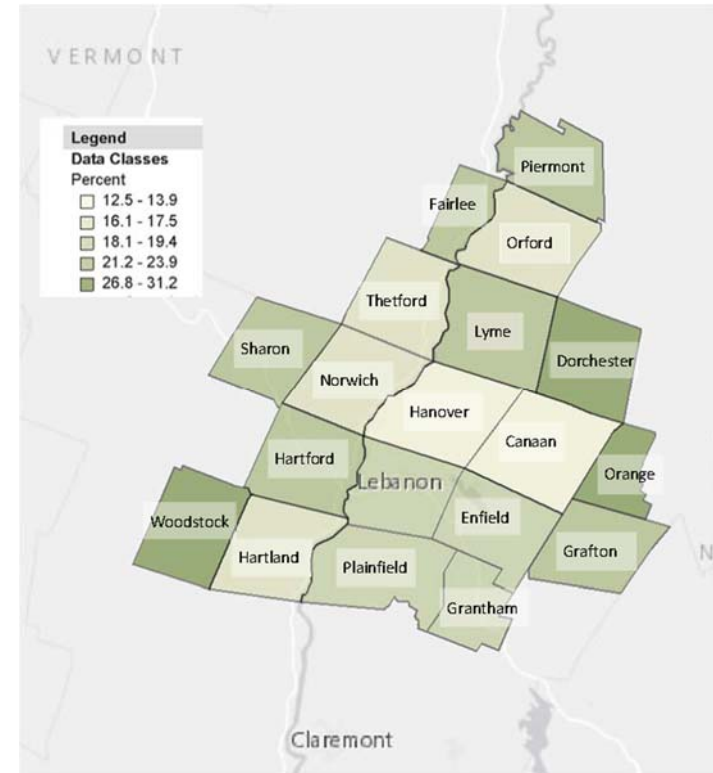 VERMONT
Legend
Data Classes
Percent
12.5 - 13.9
16.1 - 17.5
18.1 - 19.4
21.2 - 23.9
26.8 - 31.2
Piermont
Fairlee
Orford
Thetford
Lyme
Sharon
Dorchester
Norwich
Hanover
Canaan
Hartford
Orange
Lebanon
Woodstock
Enfield
Grafton
N
Hartland
Plainfield
Grantham
Claremont